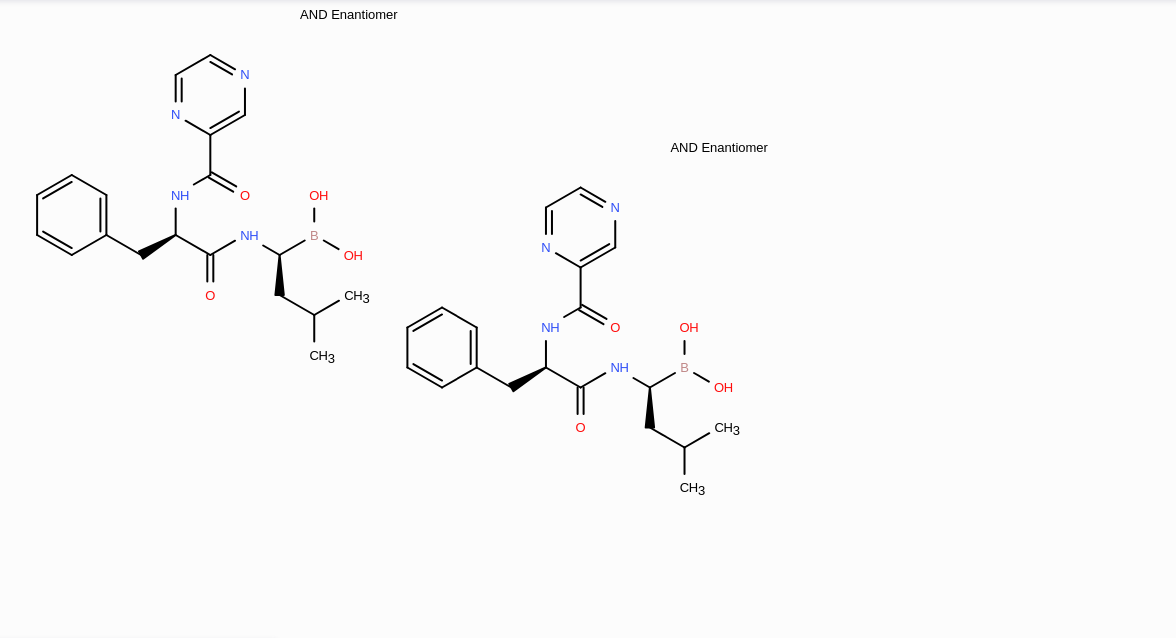 AND Enantiomer
N
N
NH
O
OH
NH
B
OH
O
CH3
CH3
AND Enantiomer
N
N
NH
O
OH
NH
B
OH
O
CH3
CH3